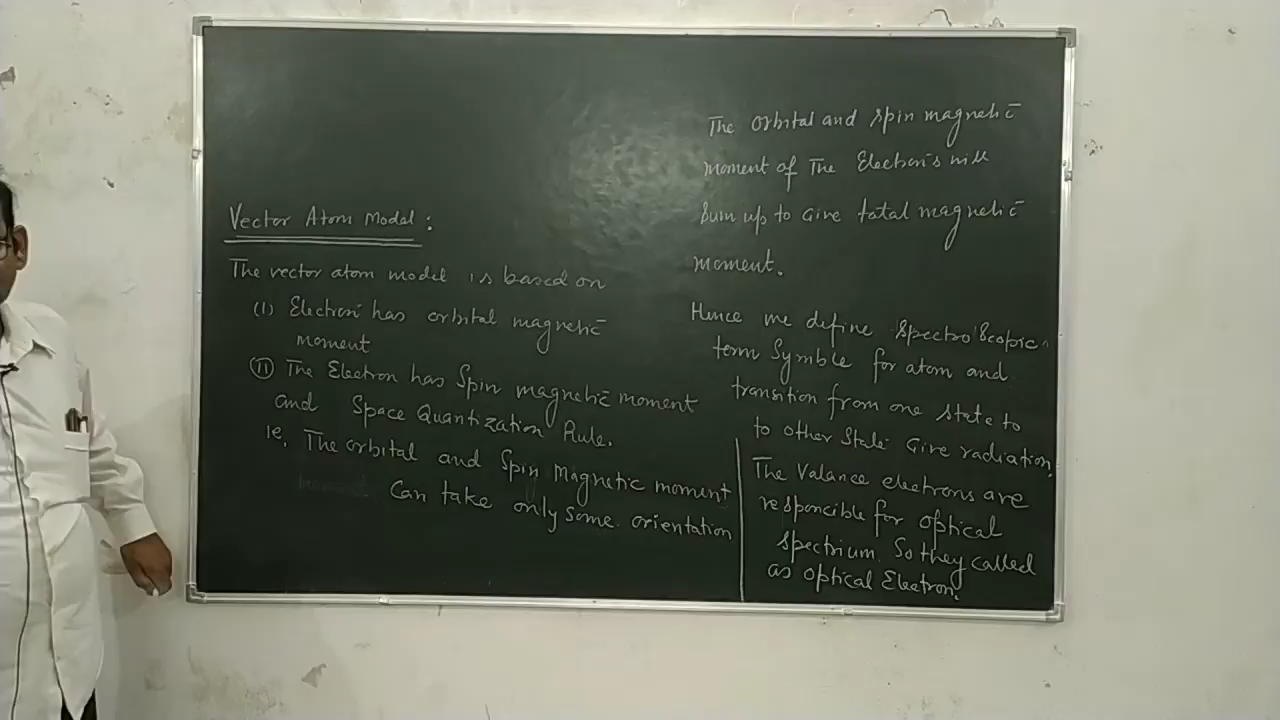 Vector Atom Model:
The vector atom model is based on
(I) Electron has orbital magnetic
moment
(II) The Electron has Spin magnetic moment
and Space Quantization Rule.
ie. The orbital and Spin Magnetic moment
Can take only some orientation
The orbital and spin magnetic
moment of The Electron's will
Sum up to Give total magnetic
moment.
Hence we define Spectroscopic
term Symble for atom and
transition from one state to
to other State Give radiation.
The Valance electrons are
responcible for optical
spectrium. So they called
as optical Electron.